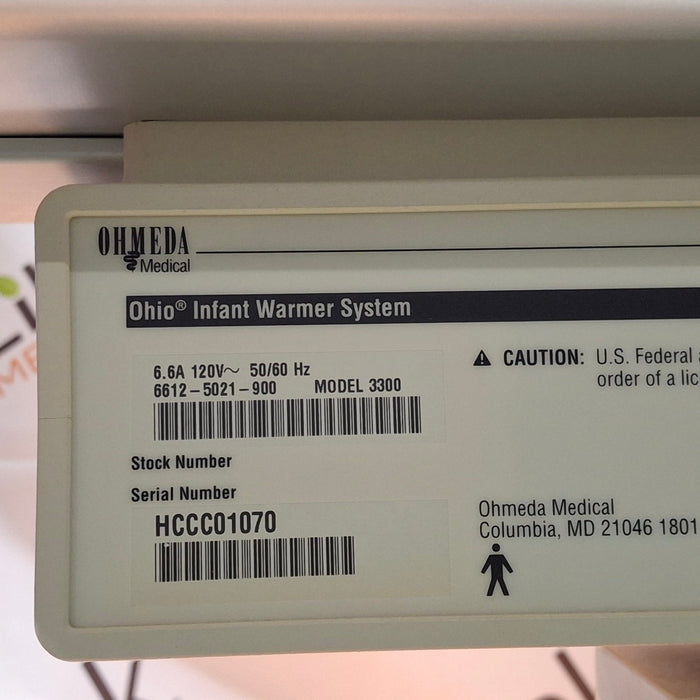 OHMEDA
Medical
Ohio® Infant Warmer System
6.6A 120V~ 50/60 Hz
6612-5021-900 MODEL 3300
CAUTION: U.S. Federal
order of a
Stock Number
Serial Number
HCCC01070
Ohmeda Medical
Columbia, MD 21046 1801